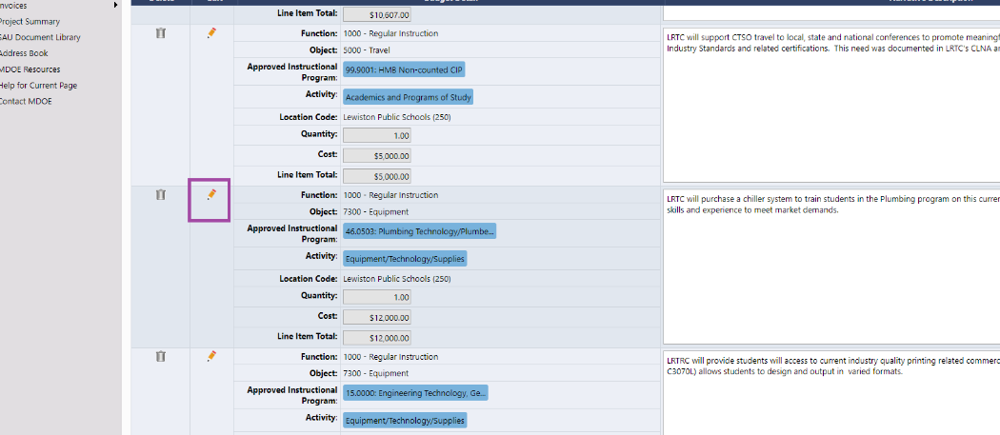 nvoices
Project Summary
SAU Document Library
Address Book
MDOE Resources
Help for Current Page
Contact MDOE
Line Item Total: $10,607.00
Function: 1000 - Regular Instruction
Object: 5000 - Travel
Approved Instructional Program: 99.9001: HMB Non-counted CIP
Activity: Academics and Programs of Study
Location Code: Lewiston Public Schools (250)
Quantity: 1.00
Cost: $5,000.00
Line Item Total: $5,000.00
LRTC will support CTSO travel to local, state and national conferences to promote meaningf
Industry Standards and related certifications. This need was documented in LRTC's CLNA a
Function: 1000 - Regular Instruction
Object: 7300 - Equipment
Approved Instructional Program: 46.0503: Plumbing Technology/Plumbe...
Activity: Equipment/Technology/Supplies
Location Code: Lewiston Public Schools (250)
Quantity: 1.00
Cost: $12,000.00
Line Item Total: $12,000.00
LRTC will purchase a chiller system to train students in the Plumbing program on this curren
skills and experience to meet market demands.
Function: 1000 - Regular Instruction
Object: 7300 - Equipment
Approved Instructional Program: 15.0000: Engineering Technology, Ge...
Activity: Equipment/Technology/Supplies
LRTRC will provide students will access to current industry quality printing related commerc
C3070L) allows students to design and output in varied formats.